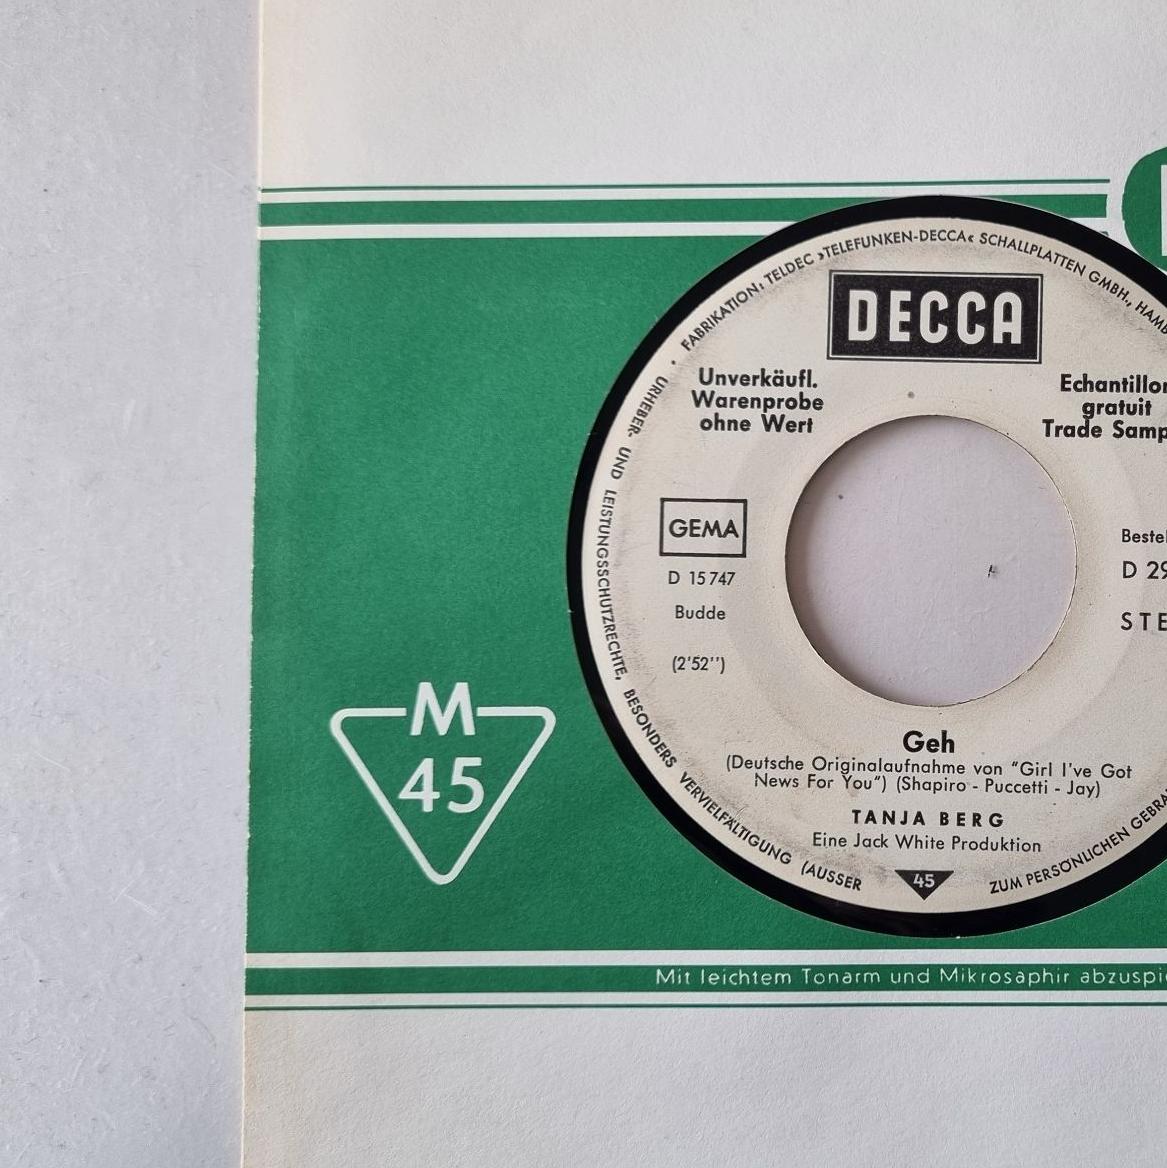 DECCA
FABRIKATION: TELDEC »TELEFUNKEN-DECCA« SCHALLPLATTEN GMBH., HAMB
Unverkäufl.
Warenprobe
ohne Wert
Echantillon
gratuit
Trade Samp
GEMA
D 15 747
Budde
(2'52'')
Bestel
D 29
STE
M
45
Geh
(Deutsche Originalaufnahme von "Girl I've Got
News For You") (Shapiro - Puccetti - Jay)
TANJA BERG
Eine Jack White Produktion
45
URHEBER- UND LEISTUNGSSCHUTZRECHTE, BESONDERS VERVIELFÄLTIGUNG (AUSSER
ZUM PERSÖNLICHEN GEBRA
Mit leichtem Tonarm und Mikrosaphir abzuspie